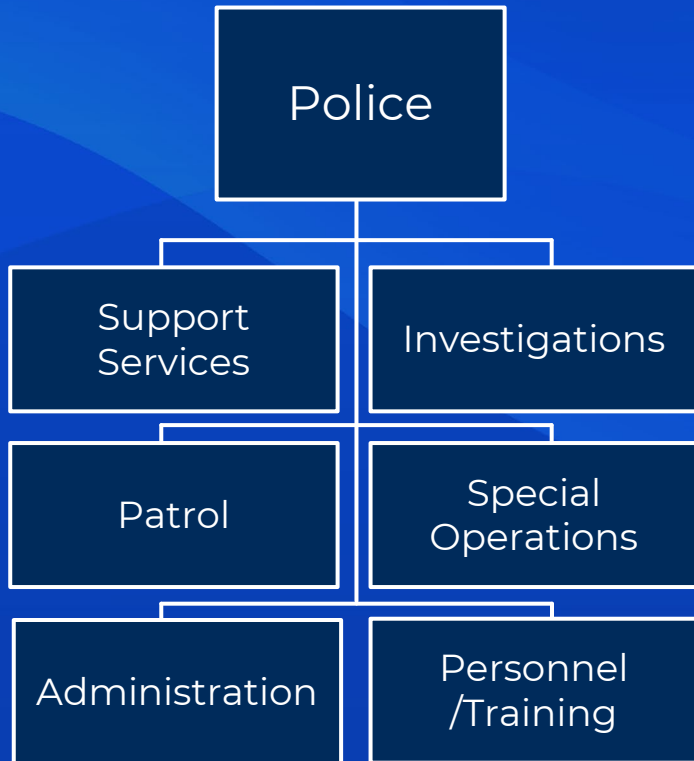 Police
Support
Services
Investigations
Patrol
Special
Operations
Administration
Personnel
/Training